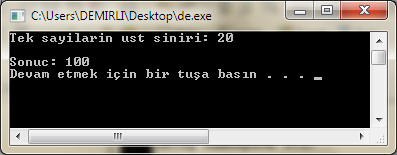 C:\Users\DEMIRLI\Desktop\de.exe
Tek sayilarin ust siniri: 20
Sonuc: 100
Devam etmek için bir tuşa basın . . . _